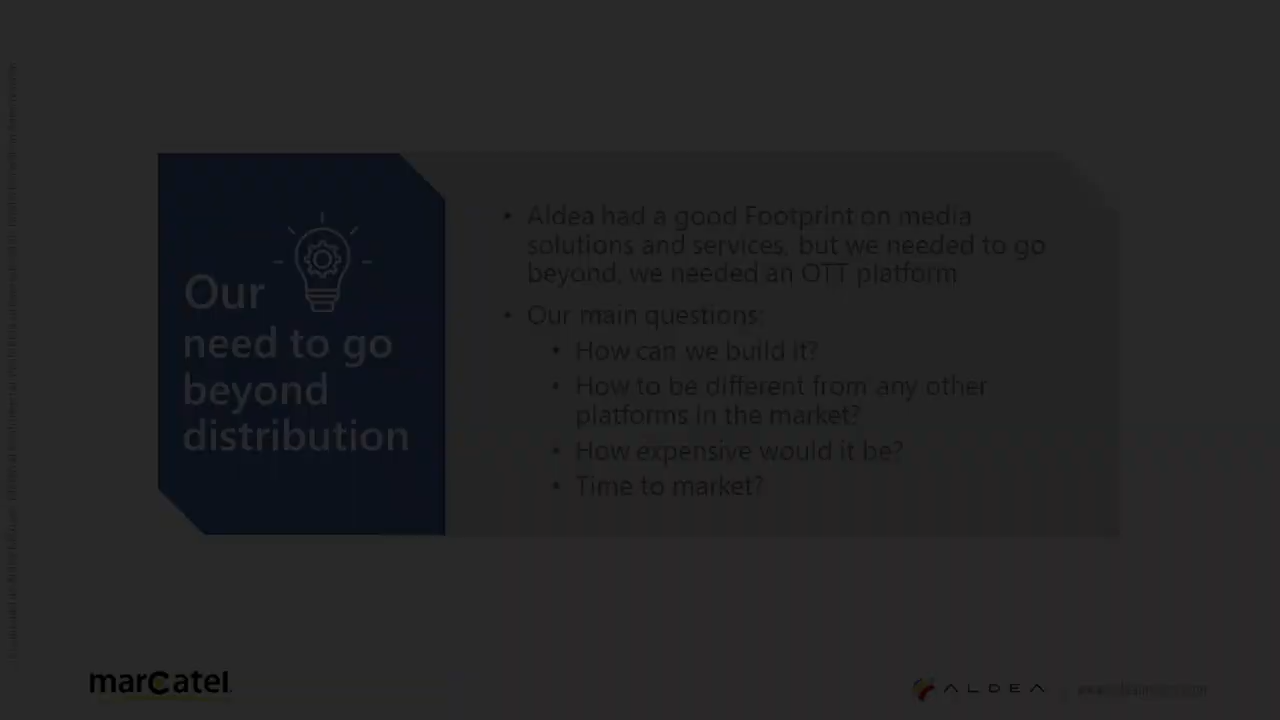 Our
need to go
beyond
distribution
• Aldea had a good Footprint on media
solutions and services, but we needed to go
beyond, we needed an OTT platform
• Our main questions:
• How can we build it?
• How to be different from any other
platforms in the market?
• How expensive would it be?
• Time to market?
marCatel
ALDEA